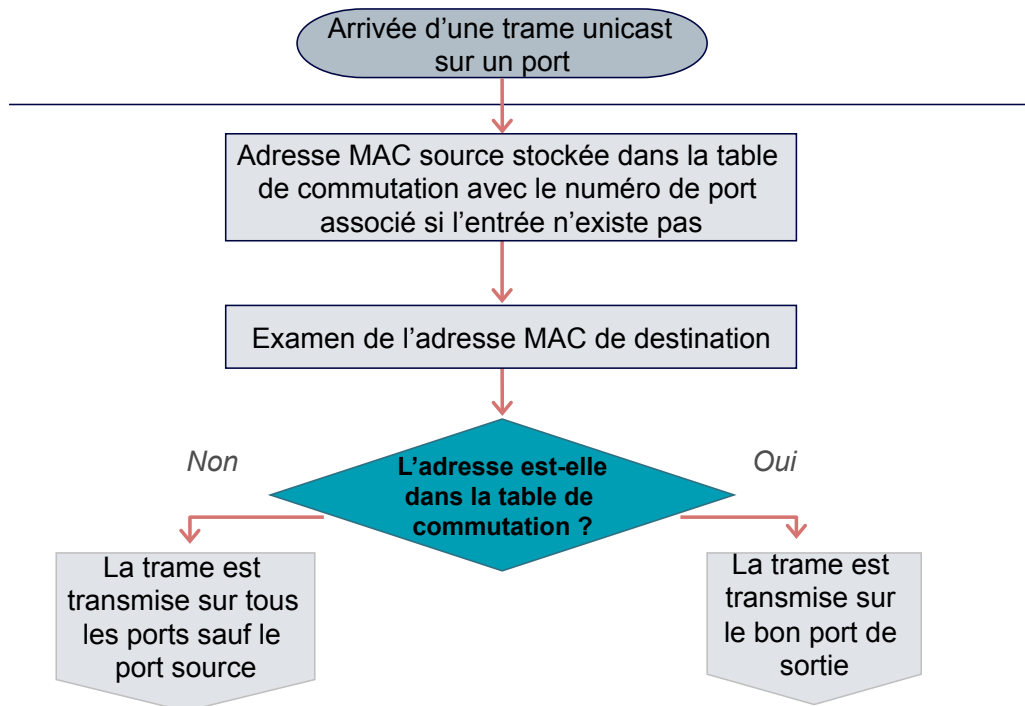 Arrivée d’une trame unicast
sur un port
Adresse MAC source stockée dans la table
de commutation avec le numéro de port
associé si l’entrée n’existe pas
Examen de l’adresse MAC de destination
Non
Oui
L’adresse est-elle
dans la table de
commutation ?
La trame est
transmise sur tous
les ports sauf le
port source
La trame est
transmise sur
le bon port de
sortie